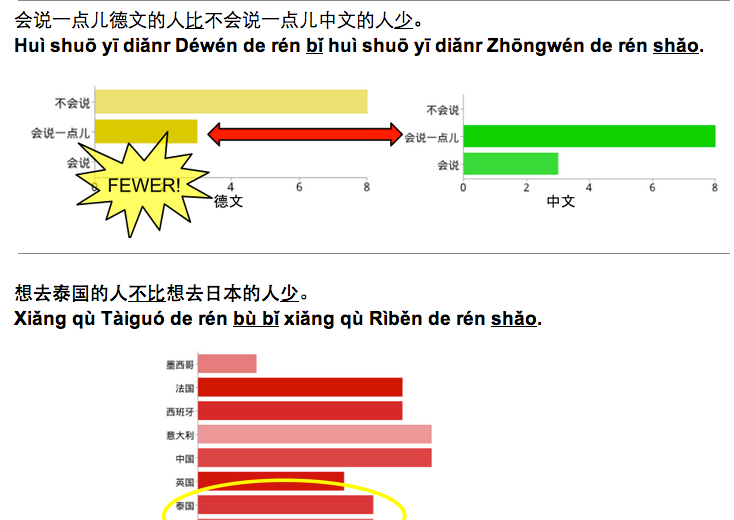 会说一点儿德文的人比不会说一点儿中文的人少。
Huì shuō yī diǎnr Déwén de rén bǐ huì shuō yī diǎnr Zhōngwén de rén shǎo.
不会说
会说一点儿
会说
0 4 6 8
FEWER!
德文
不会说
会说一点儿
会说
0 2 4 6 8
中文
想去泰国的人不比想去日本的人少。
Xiǎng qù Tàiguó de rén bù bǐ xiǎng qù Rìběn de rén shǎo.
墨西哥
法国
西班牙
意大利
中国
英国
泰国